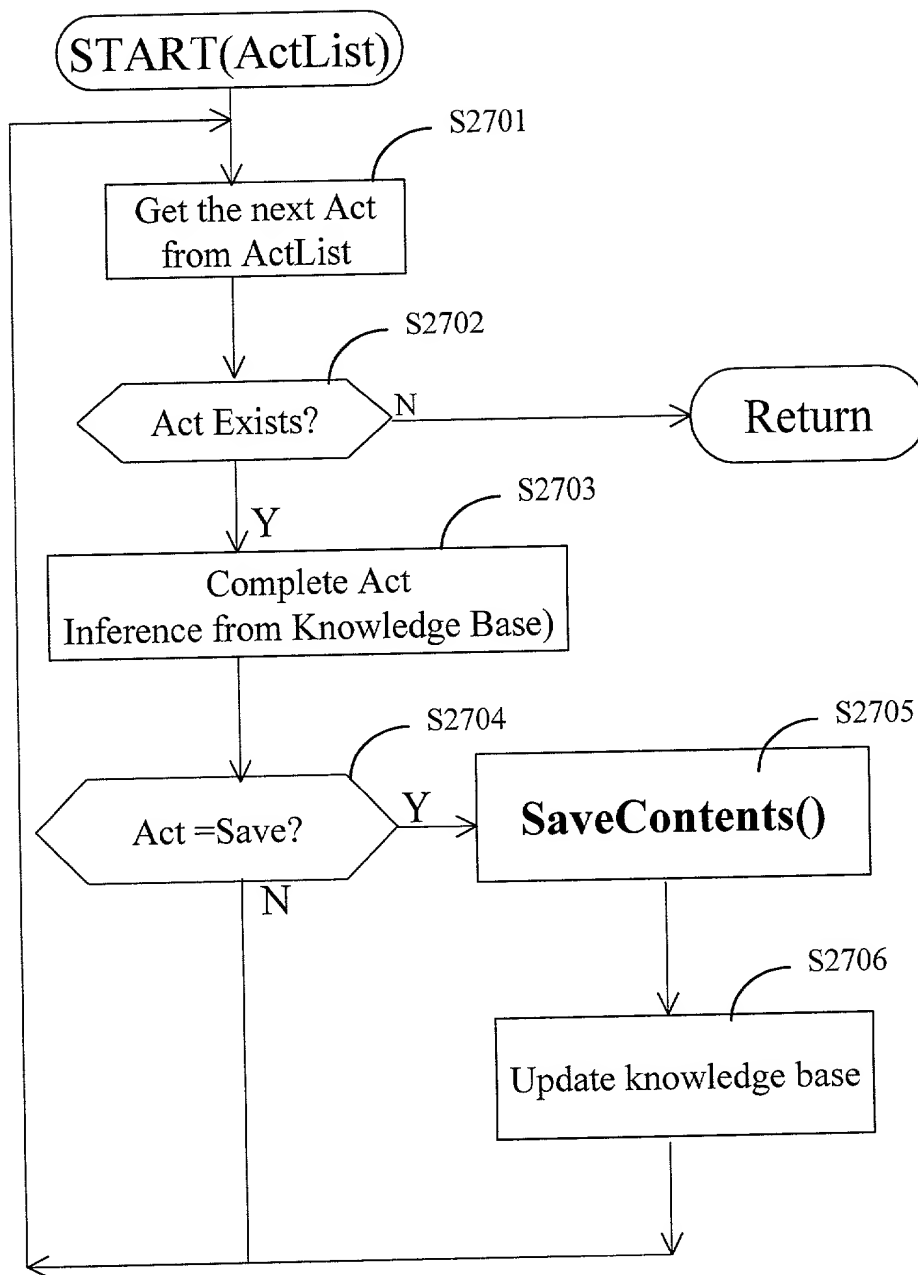 START(ActList)
S2701
Get the next Act
from ActList
S2702
Act Exists?
N
Return
Y
S2703
Complete Act
Inference from Knowledge Base)
S2704
S2705
Act =Save?
Y
SaveContents()
N
S2706
Update knowledge base